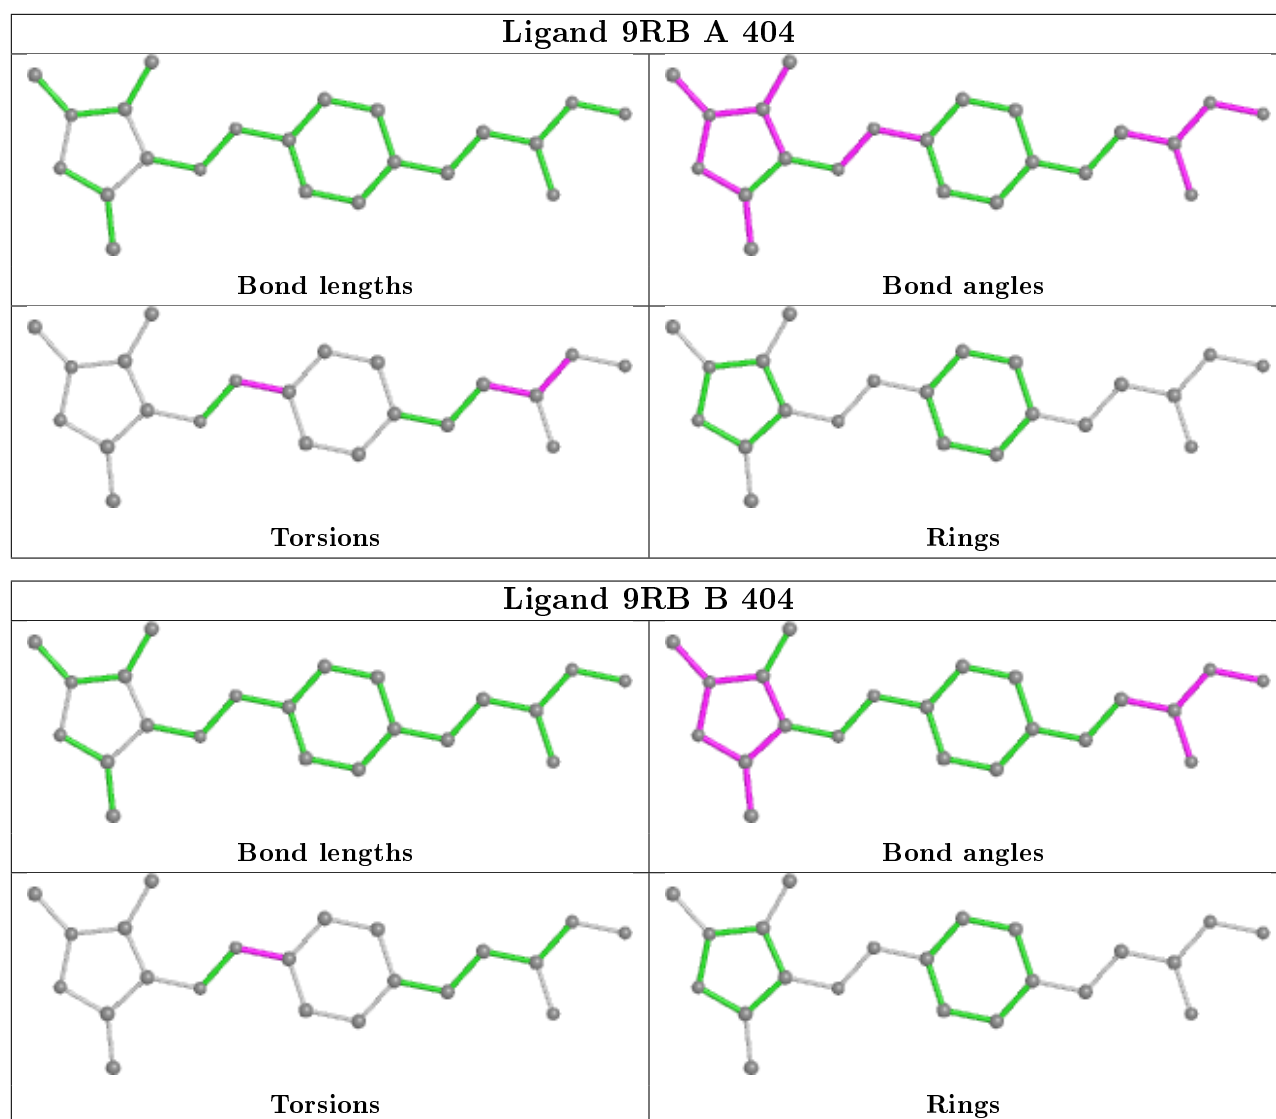 Ligand 9RB A 404
Bond lengths
Bond angles
Torsions
Rings
Ligand 9RB B 404
Bond lengths
Bond angles
Torsions
Rings